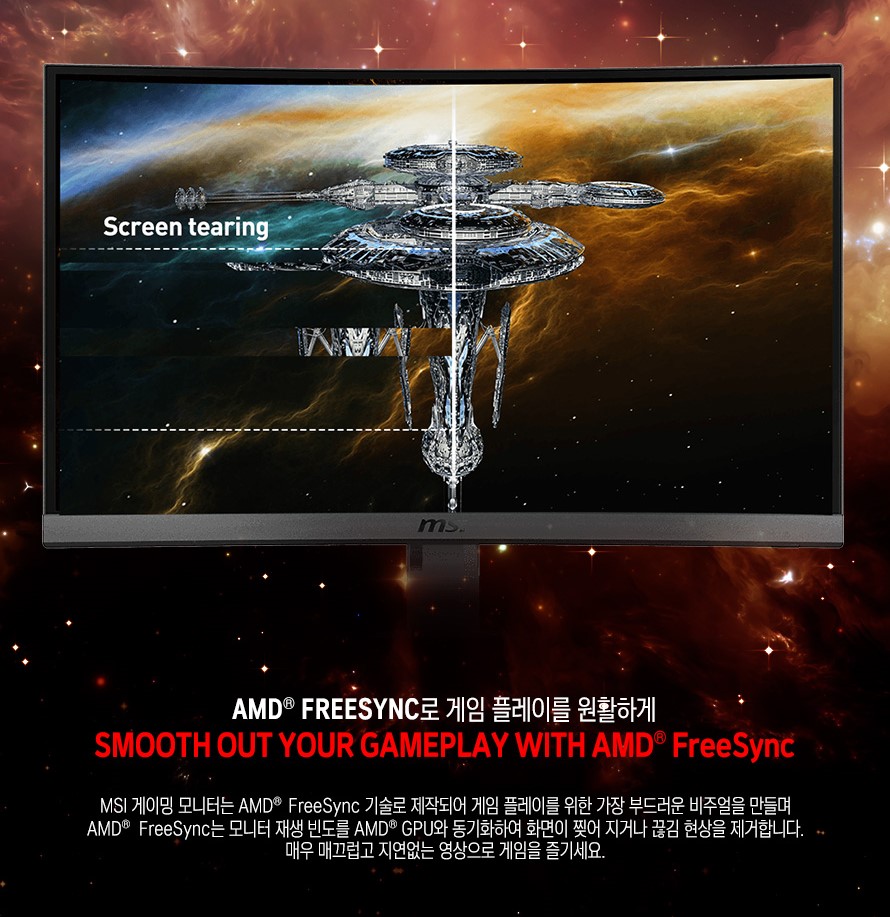 Screen tearing
msi
AMD® FREESYNC로 게임 플레이를 원활하게
SMOOTH OUT YOUR GAMEPLAY WITH AMD® FreeSync
MSI 게이밍 모니터는 AMD® FreeSync 기술로 제작되어 게임 플레이를 위한 가장 부드러운 비주얼을 만들며
AMD® FreeSync는 모니터 재생 빈도를 AMD® GPU와 동기화하여 화면이 찢어 지거나 끊김 현상을 제거합니다.
매우 매끄럽고 지연없는 영상으로 게임을 즐기세요.